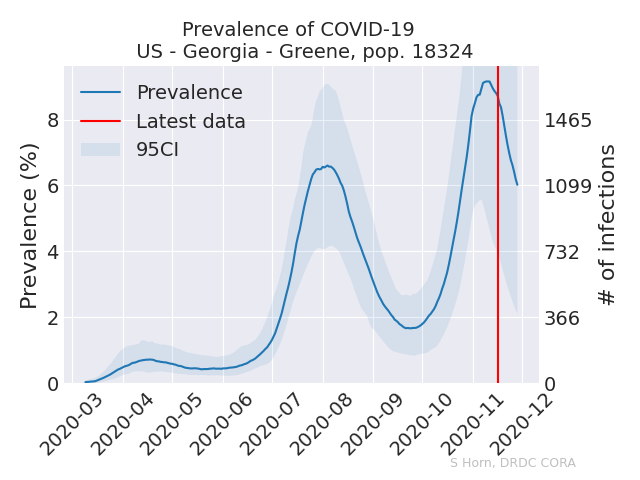 Prevalence of COVID-19
US - Georgia - Greene, pop. 18324
Prevalence
Latest data
95CI
Prevalence (%)
8
6
4
2
0
1465
1099
732
366
0
# of infections
2020-03
2020-04
2020-05
2020-06
2020-07
2020-08
2020-09
2020-10
2020-11
2020-12
S Horn, DRDC CORA